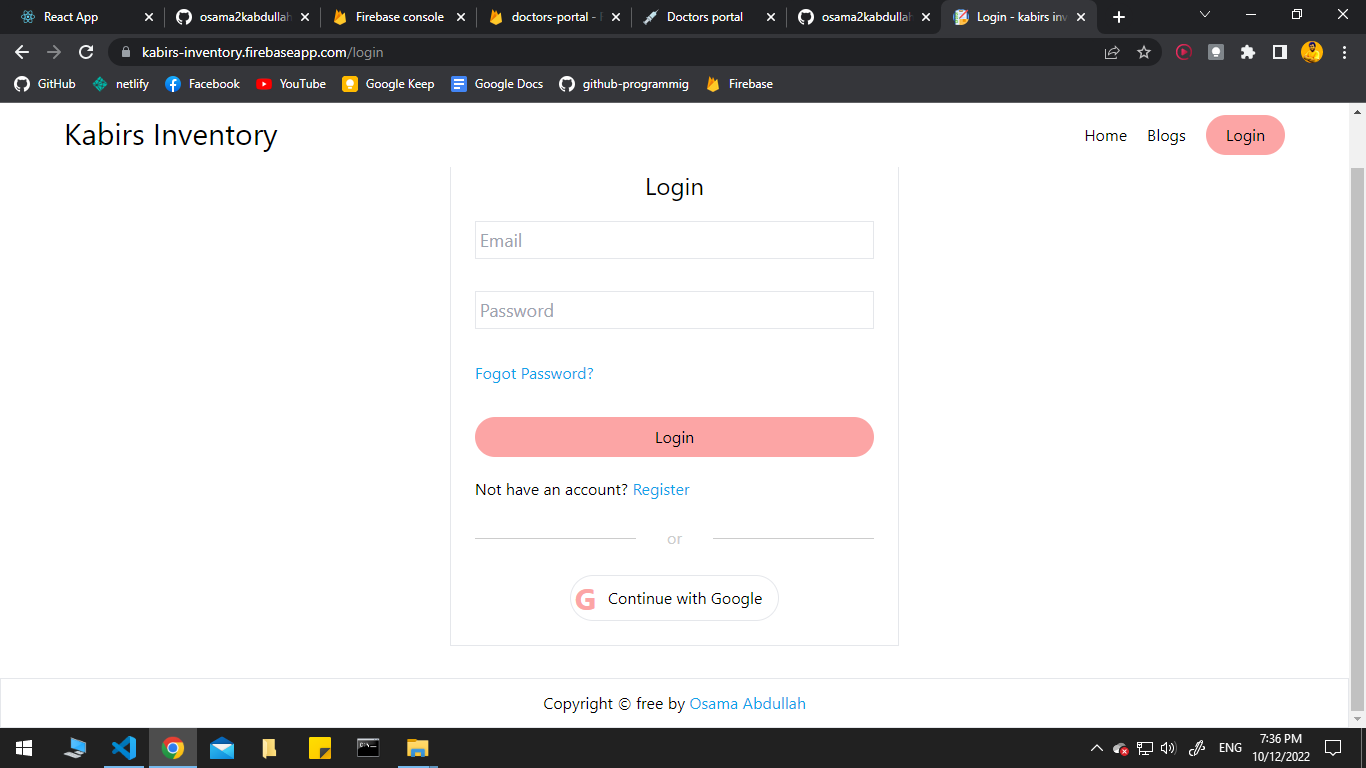 React App
osama2kabdullah
Firebase console
doctors-portal -
Doctors portal
osama2kabdullah
Login - kabirs inv
kabirs-inventory.firebaseapp.com/login
GitHub
netlify
Facebook
YouTube
Google Keep
Google Docs
github-programmig
Firebase
Kabirs Inventory
Home
Blogs
Login
Login
Email
Password
Fogot Password?
Login
Not have an account? Register
or
G Continue with Google
Copyright © free by Osama Abdullah
ENG
7:36 PM
10/12/2022